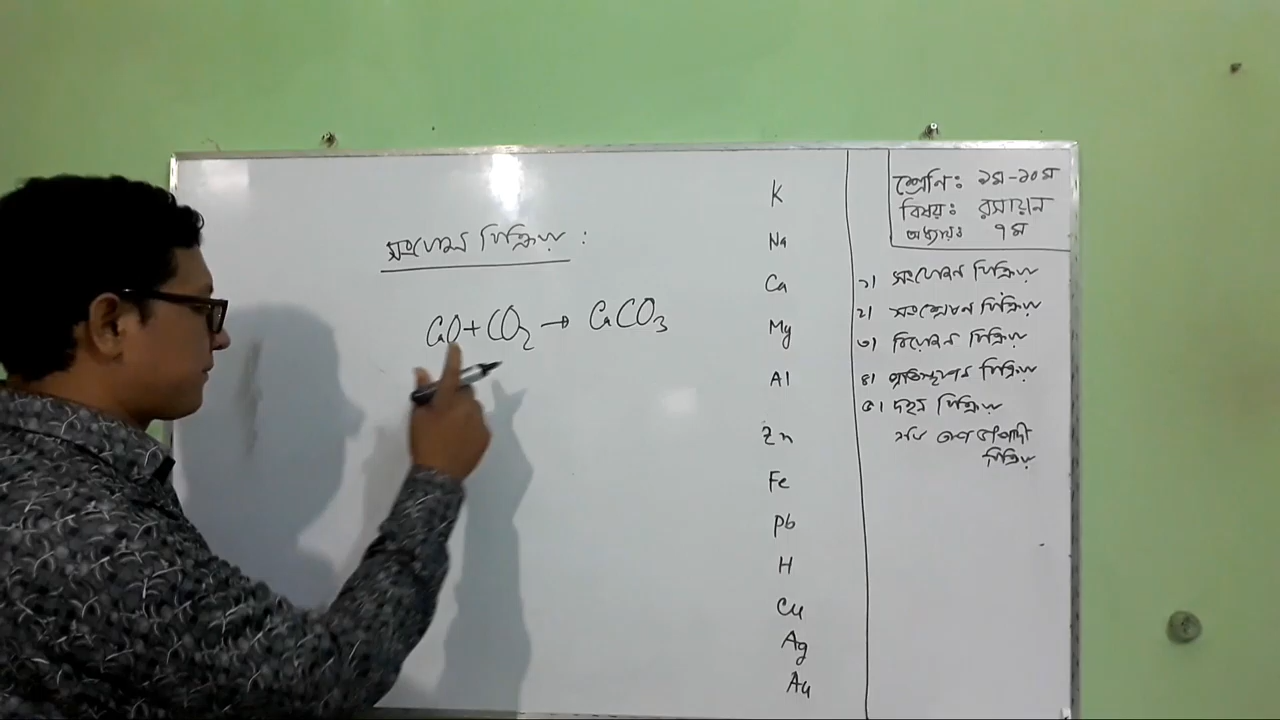 সংযোজন বিক্রিয়া :
CaO + CO₂ → CaCO₃
K
Na
Ca
Mg
Al
Zn
Fe
Pb
H
Cu
Ag
Au
শ্রেণি: ৯ম-১০ম
বিষয়: রসায়ন
অধ্যায়: ৭ম
১) সংযোজন বিক্রিয়া
২) সংশ্লেষণ বিক্রিয়া
৩) বিযোজন বিক্রিয়া
৪) প্রতিস্থাপন বিক্রিয়া
৫) দহন বিক্রিয়া
বিক্রিয়া